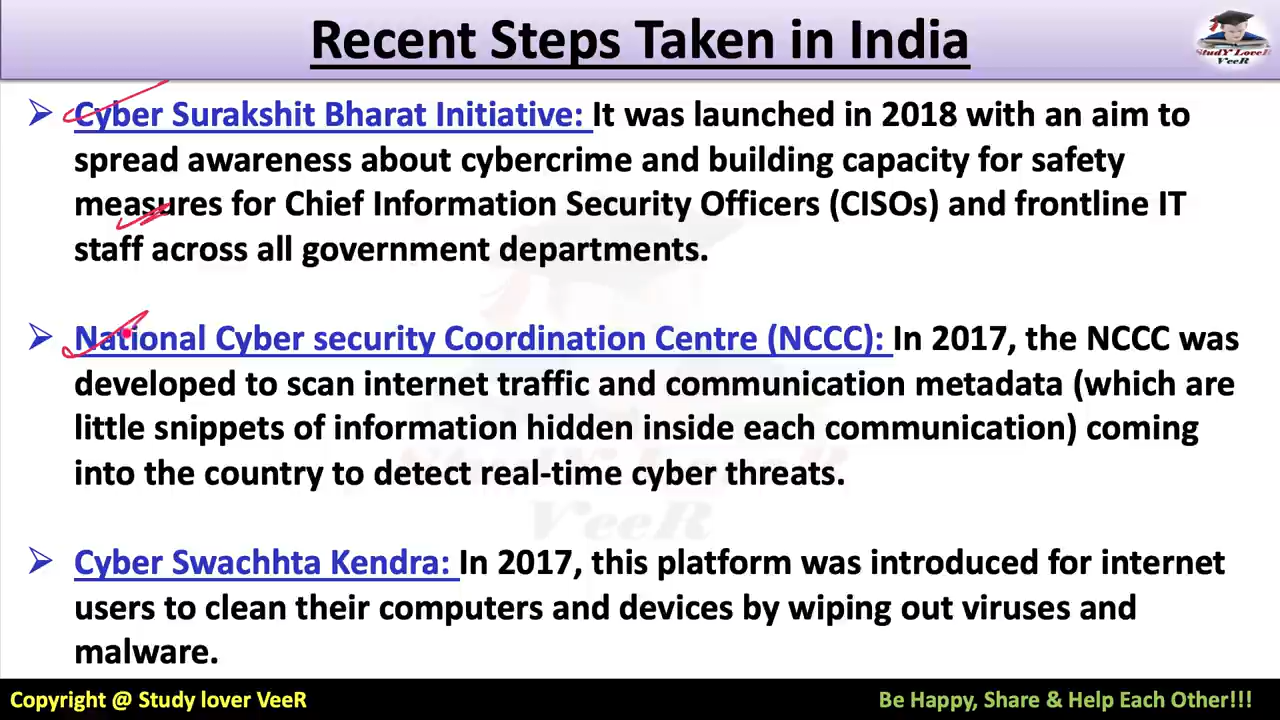 Recent Steps Taken in India
StudY LoveR
VeeR
➢ Cyber Surakshit Bharat Initiative: It was launched in 2018 with an aim to
spread awareness about cybercrime and building capacity for safety
measures for Chief Information Security Officers (CISOs) and frontline IT
staff across all government departments.
➢ National Cyber security Coordination Centre (NCCC): In 2017, the NCCC was
developed to scan internet traffic and communication metadata (which are
little snippets of information hidden inside each communication) coming
into the country to detect real-time cyber threats.
StudY LoveR
VeeR
➢ Cyber Swachhta Kendra: In 2017, this platform was introduced for internet
users to clean their computers and devices by wiping out viruses and
malware.
Copyright @ Study lover VeeR
Be Happy, Share & Help Each Other!!!